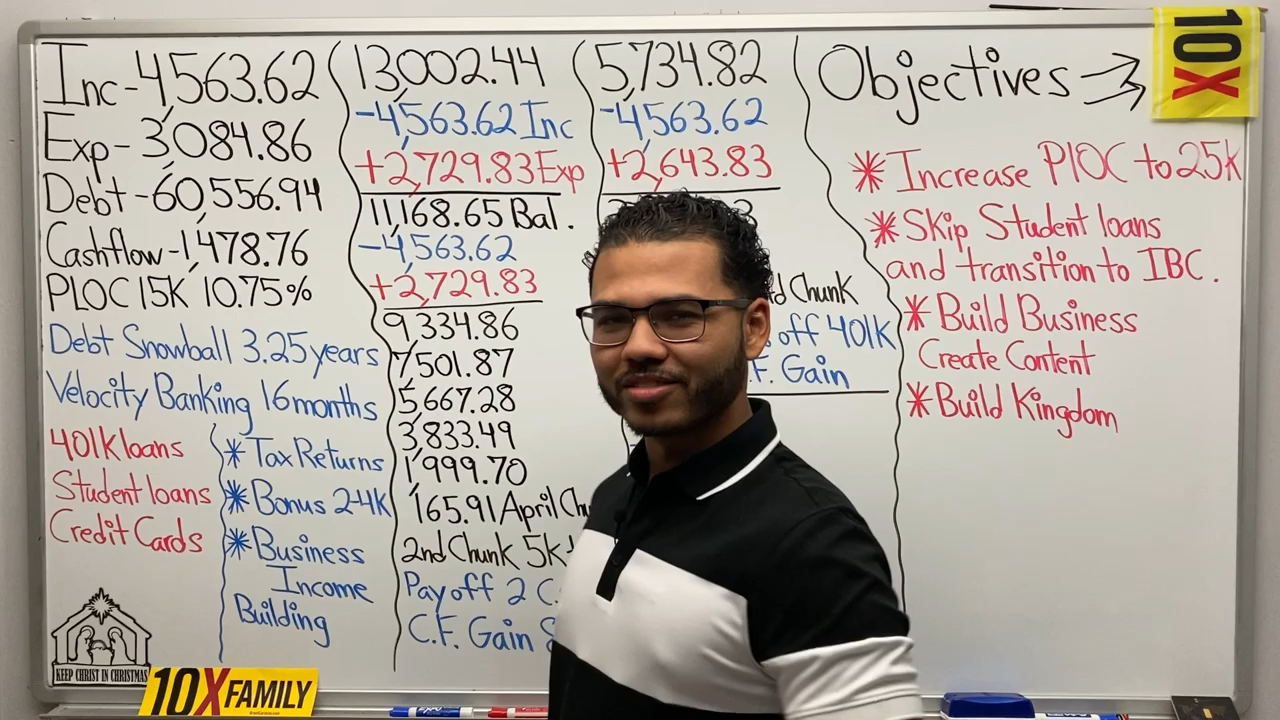 Inc-4,563.62
Exp- 3,084.86
Debt-60,556.94
Cashflow-1,478.76
PLOC 15K 10.75%
Debt Snowball 3.25 years
Velocity Banking 16 months
401K loans
Student loans
Credit Cards
*Tax Returns
*Bonus 2-4K
*Business
Income
Building
KEEP CHRIST IN CHRISTMAS
10X FAMILY
13,002.44
-4,563.62 Inc
+2,729.83 Exp
11,168.65 Bal.
-4,563.62
+2,729.83
9,334.86
7,501.87
5,667.28
3,833.49
1,999.70
165.91 April
2nd Chunk 5k
Pay off 2 C.
C.F. Gain
5,734.82
-4,563.62
+2,643.83
Chunk
off 401K
F. Gain
Objectives →
10X
* Increase PLOC to 25K
* Skip Student loans
and transition to IBC.
* Build Business
Create Content
* Build Kingdom
EXPO